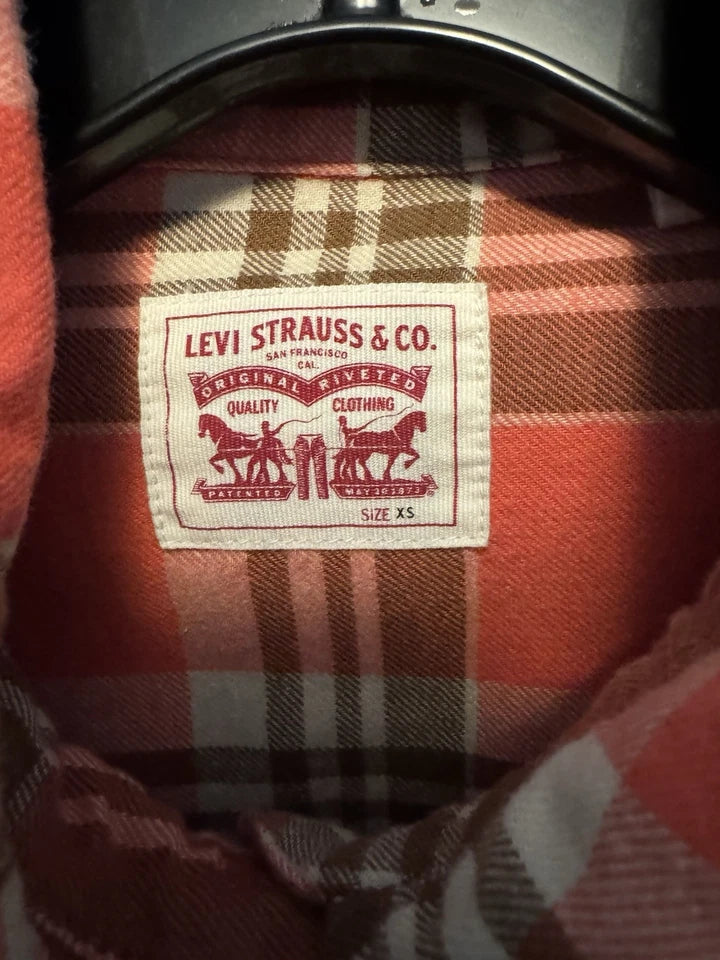 LEVI STRAUSS & CO.
SAN FRANCISCO
CAL.
ORIGINAL RIVETED
QUALITY CLOTHING
PATENTED MAY 20 1873
SIZE XS